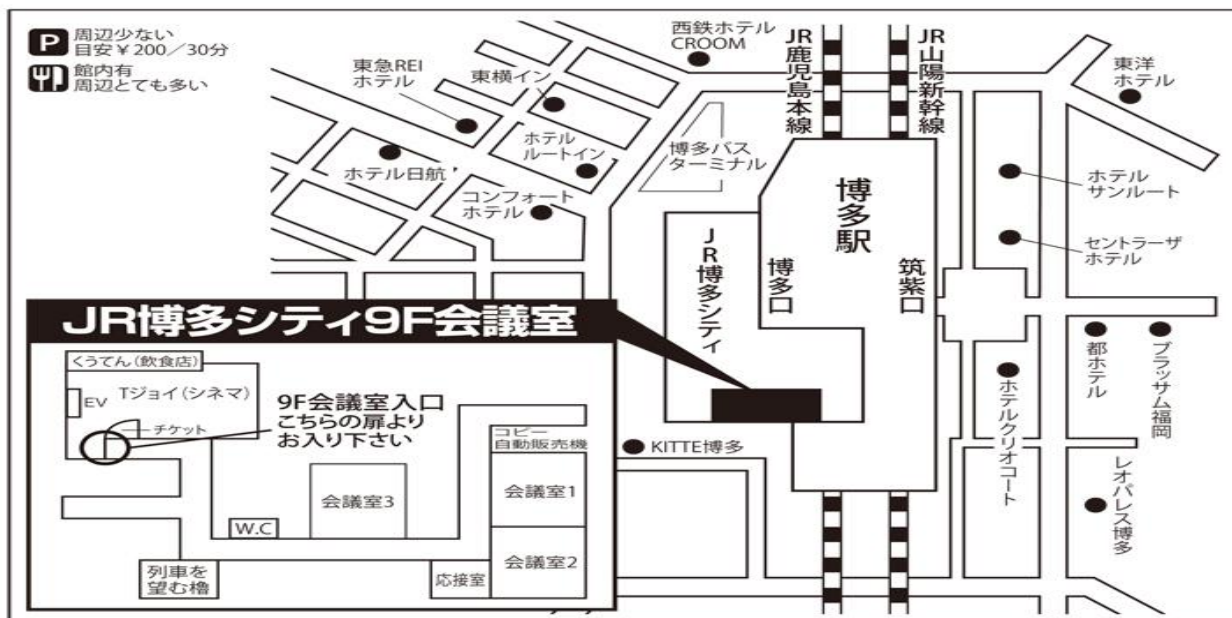 P 周辺少ない
目安￥200／30分
館内有
周辺とても多い
西鉄ホテル
CROOM
JR鹿児島本線
JR山陽新幹線
東洋
ホテル
東急REI
ホテル
東横イン
ホテル
ルートイン
ホテル日航
コンフォート
ホテル
博多バス
ターミナル
博多駅
ホテル
サンルート
セントラーザ
ホテル
JR博多シティ
博多口
筑紫口
JR博多シティ9F会議室
都ホテル
ブラッサム福岡
ホテルクリオコート
KITTE博多
レオパレス博多
くうてん（飲食店）
Tジョイ（シネマ）
EV
チケット
9F会議室入口
こちらの扉より
お入り下さい
コピー
自動販売機
会議室1
会議室3
W.C
会議室2
列車を
望む櫓
応接室